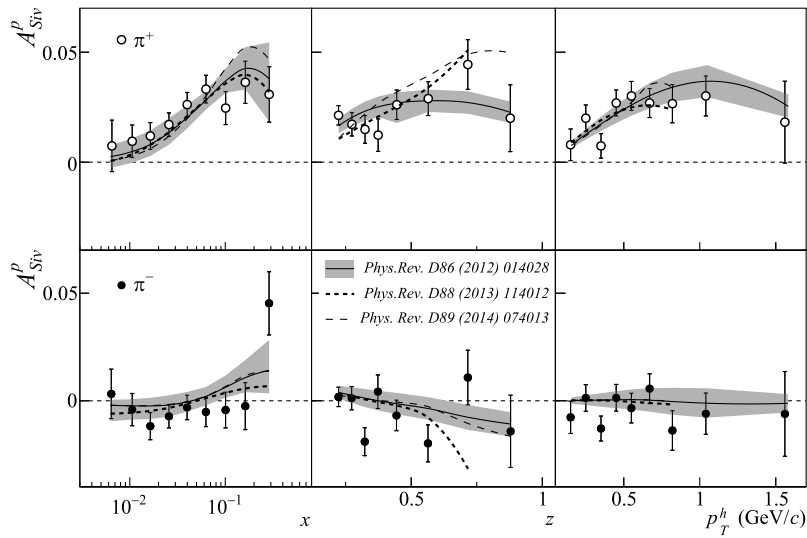 A^p_Siv
0.05
0
π⁺
A^p_Siv
0.05
0
π⁻
Phys.Rev. D86 (2012) 014028
Phys.Rev. D88 (2013) 114012
Phys. Rev. D89 (2014) 074013
10⁻² 10⁻¹ 0.5 1 0.5 1 1.5
x z p^h_T (GeV/c)